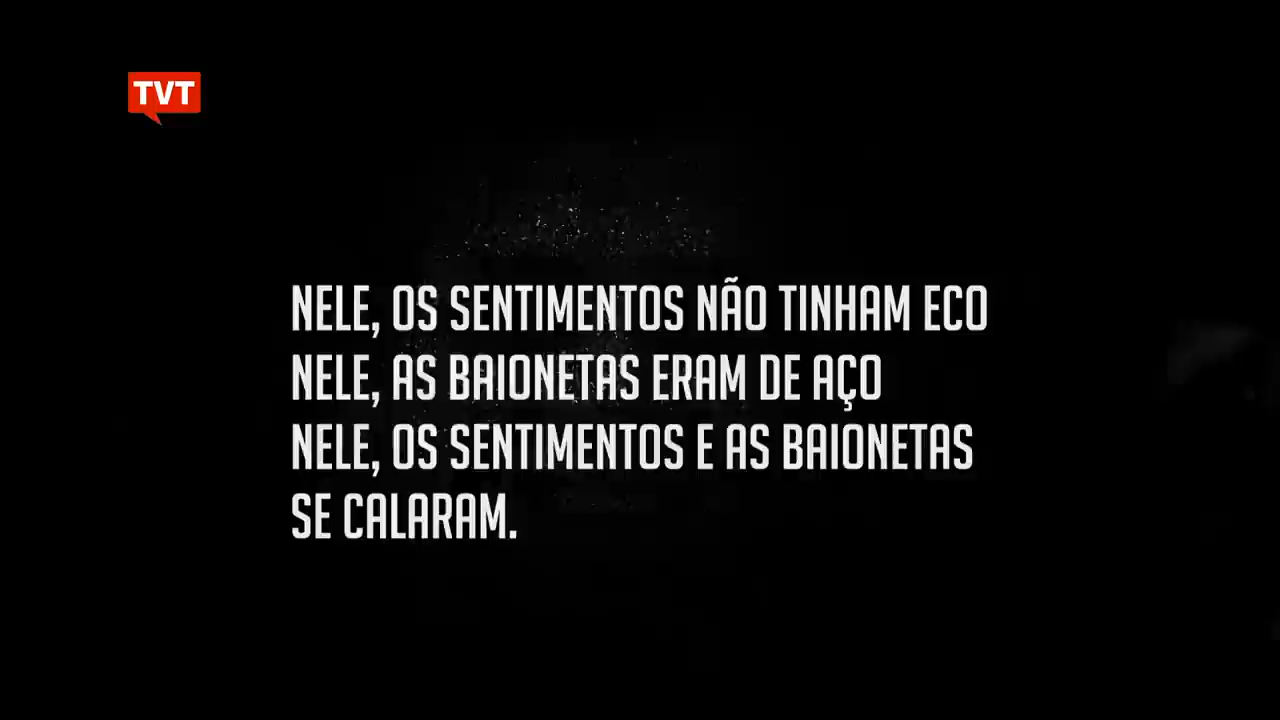 TVT
NELE, OS SENTIMENTOS NÃO TINHAM ECO
NELE, AS BAIONETAS ERAM DE AÇO
NELE, OS SENTIMENTOS E AS BAIONETAS
SE CALARAM.